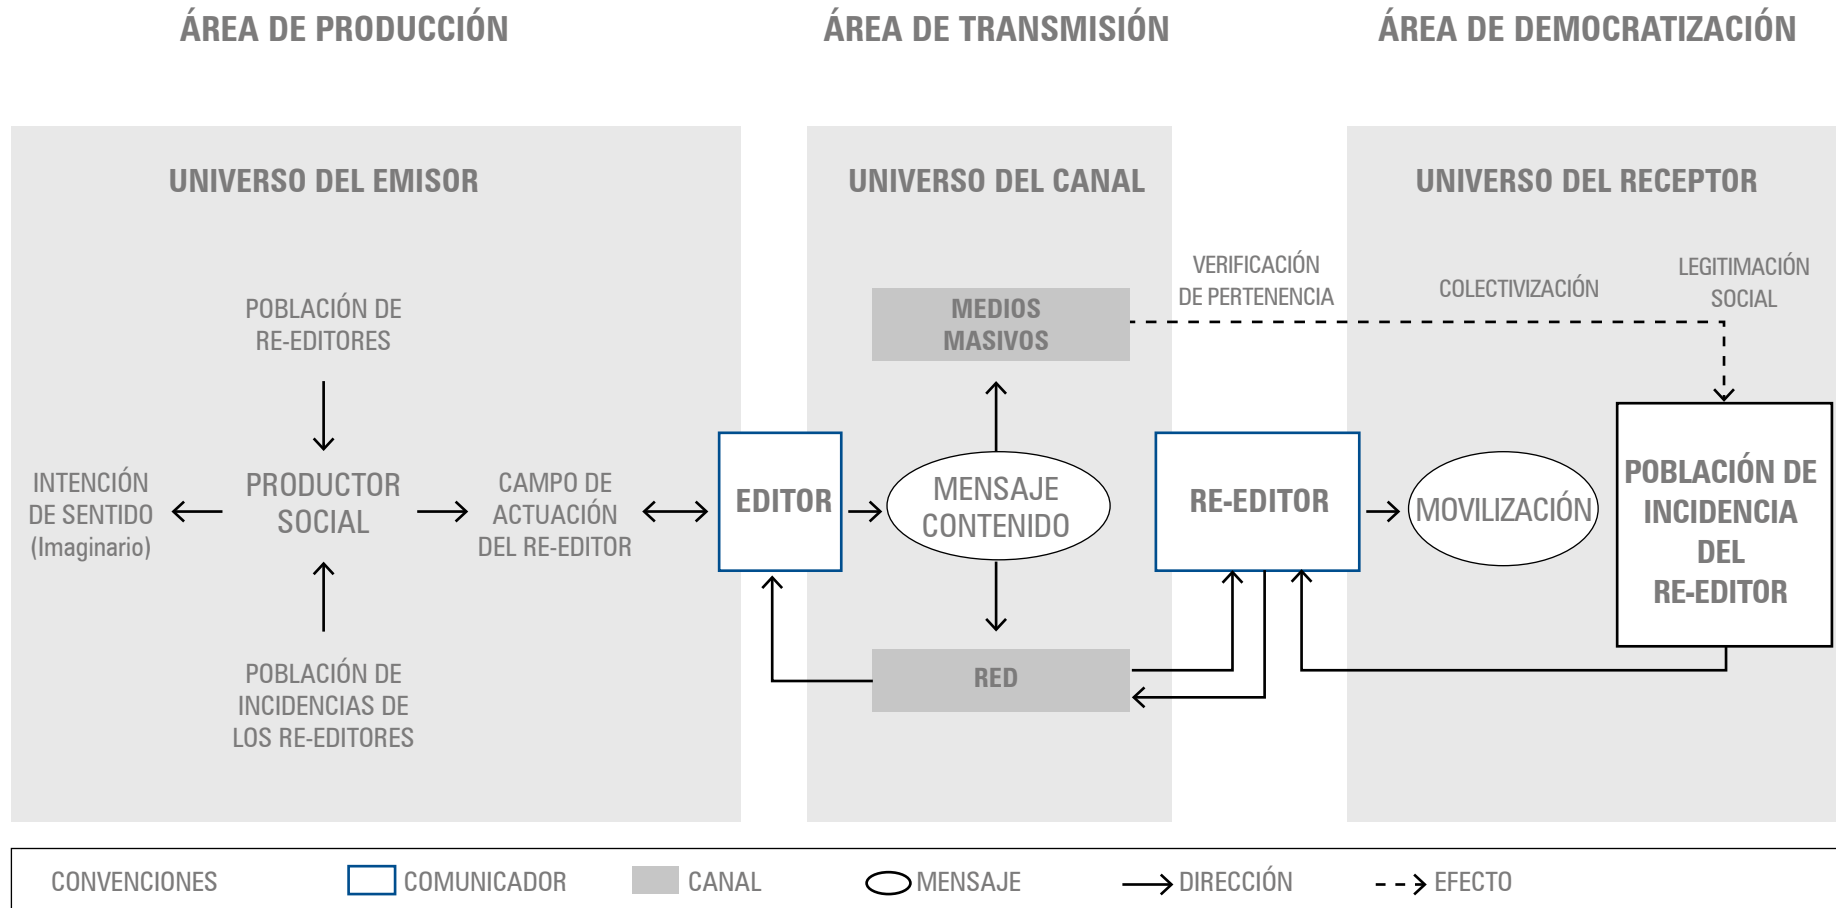 ÁREA DE PRODUCCIÓN
ÁREA DE TRANSMISIÓN
ÁREA DE DEMOCRATIZACIÓN
UNIVERSO DEL EMISOR
POBLACIÓN DE
RE-EDITORES
INTENCIÓN
DE SENTIDO
(Imaginario)
PRODUCTOR
SOCIAL
CAMPO DE
ACTUACIÓN
DEL RE-EDITOR
POBLACIÓN DE
INCIDENCIAS DE
LOS RE-EDITORES
EDITOR
UNIVERSO DEL CANAL
MEDIOS
MASIVOS
MENSAJE
CONTENIDO
RED
VERIFICACIÓN
DE PERTENENCIA
RE-EDITOR
UNIVERSO DEL RECEPTOR
COLECTIVIZACIÓN
LEGITIMACIÓN
SOCIAL
MOVILIZACIÓN
POBLACIÓN DE
INCIDENCIA
DEL
RE-EDITOR
CONVENCIONES
COMUNICADOR
CANAL
MENSAJE
DIRECCIÓN
EFECTO